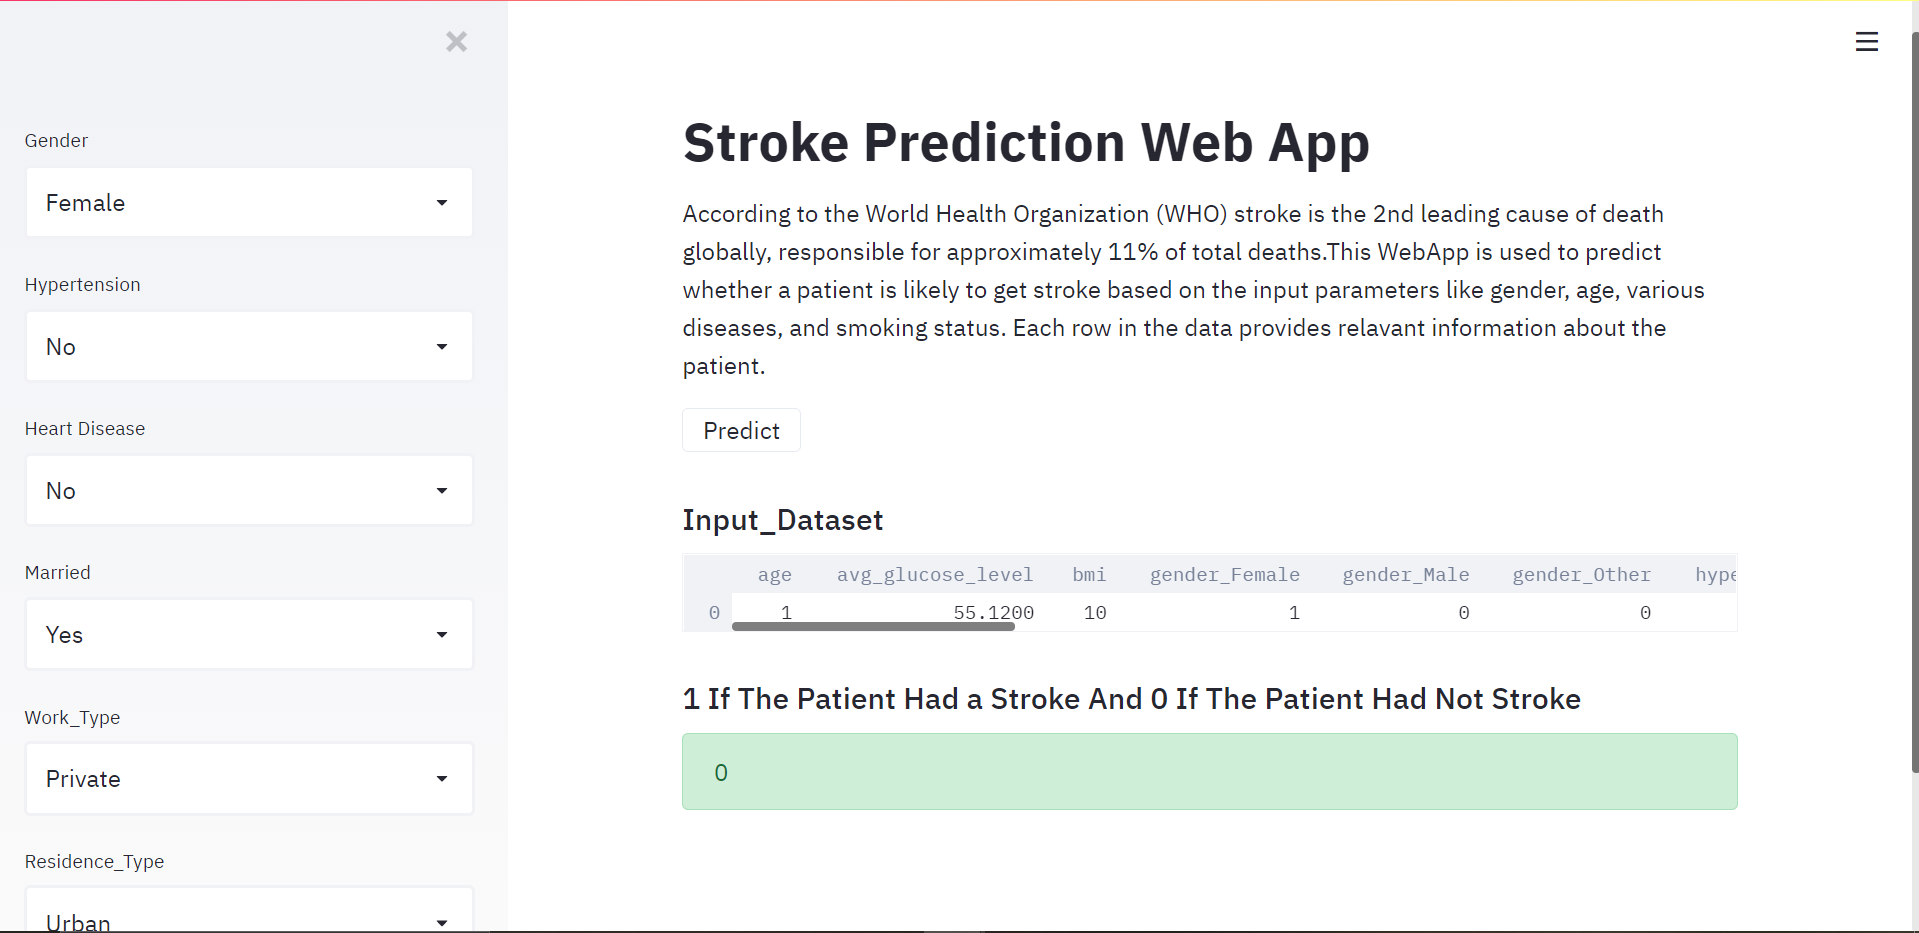 Gender
Female
Hypertension
No
Heart Disease
No
Married
Yes
Work_Type
Private
Residence_Type
Urban
Stroke Prediction Web App
According to the World Health Organization (WHO) stroke is the 2nd leading cause of death
globally, responsible for approximately 11% of total deaths.This WebApp is used to predict
whether a patient is likely to get stroke based on the input parameters like gender, age, various
diseases, and smoking status. Each row in the data provides relavant information about the
patient.
Predict
Input_Dataset
age avg_glucose_level bmi gender_Female gender_Male gender_Other hype
0 1 55.1200 10 1 0 0
1 If The Patient Had a Stroke And 0 If The Patient Had Not Stroke
0